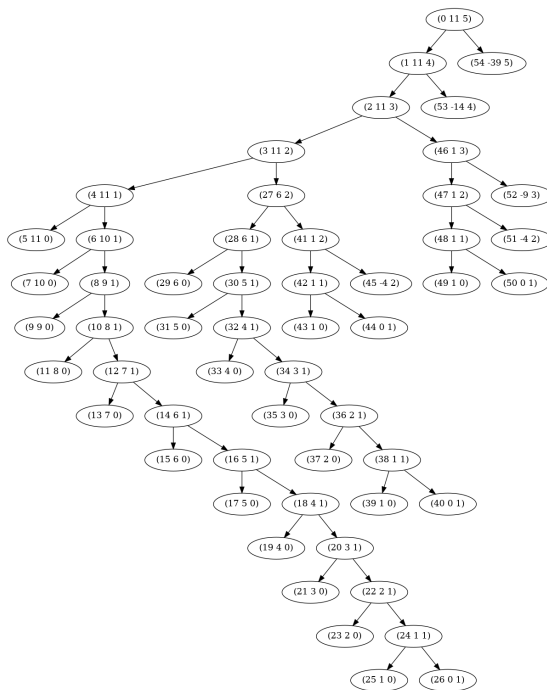 (0 11 5)
(1 11 4) (54 -39 5)
(2 11 3) (53 -14 4)
(3 11 2) (46 1 3)
(4 11 1) (27 6 2) (47 1 2) (52 -9 3)
(5 11 0) (6 10 1) (28 6 1) (41 1 2) (48 1 1) (51 -4 2)
(7 10 0) (8 9 1) (29 6 0) (30 5 1) (42 1 1) (45 -4 2) (49 1 0) (50 0 1)
(9 9 0) (10 8 1) (31 5 0) (32 4 1) (43 1 0) (44 0 1)
(11 8 0) (12 7 1) (33 4 0) (34 3 1)
(13 7 0) (14 6 1) (35 3 0) (36 2 1)
(15 6 0) (16 5 1) (37 2 0) (38 1 1)
(17 5 0) (18 4 1) (39 1 0) (40 0 1)
(19 4 0) (20 3 1)
(21 3 0) (22 2 1)
(23 2 0) (24 1 1)
(25 1 0) (26 0 1)